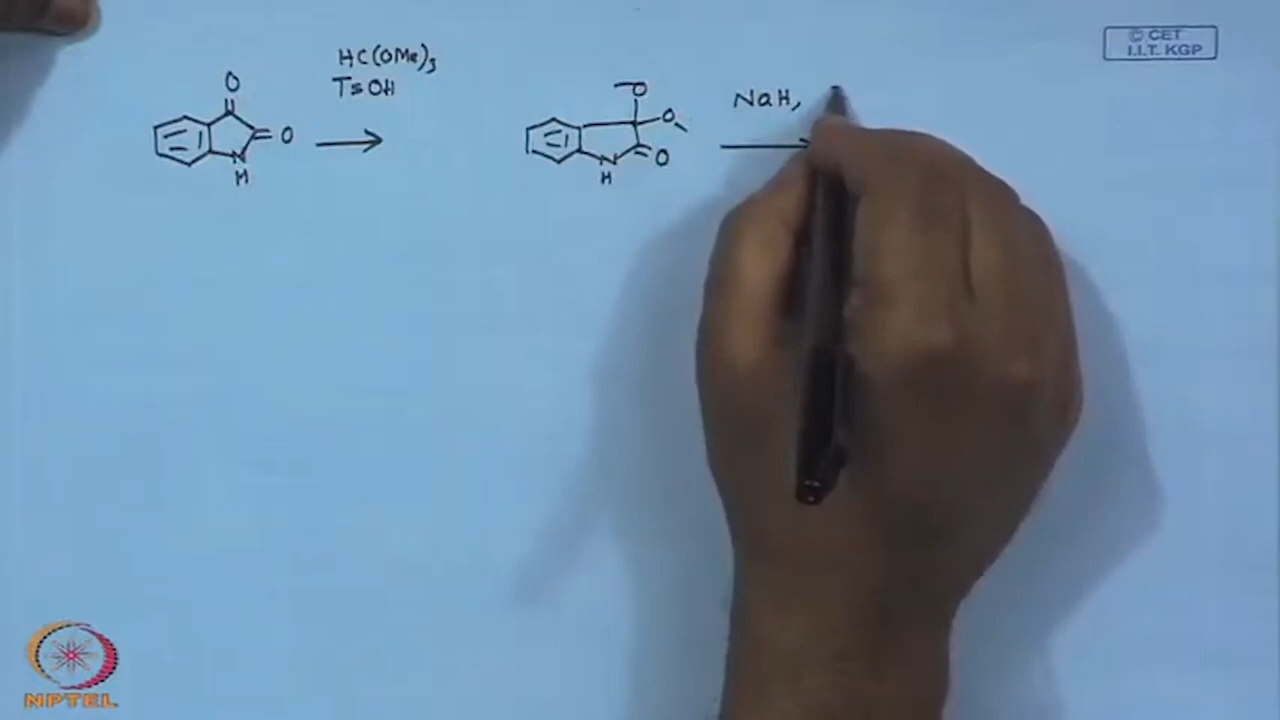 © CET
I.I.T. KGP
HC(OMe)3
TsOH
O
O
N
H
O
O
O
N
H
NaH,
NPTEL